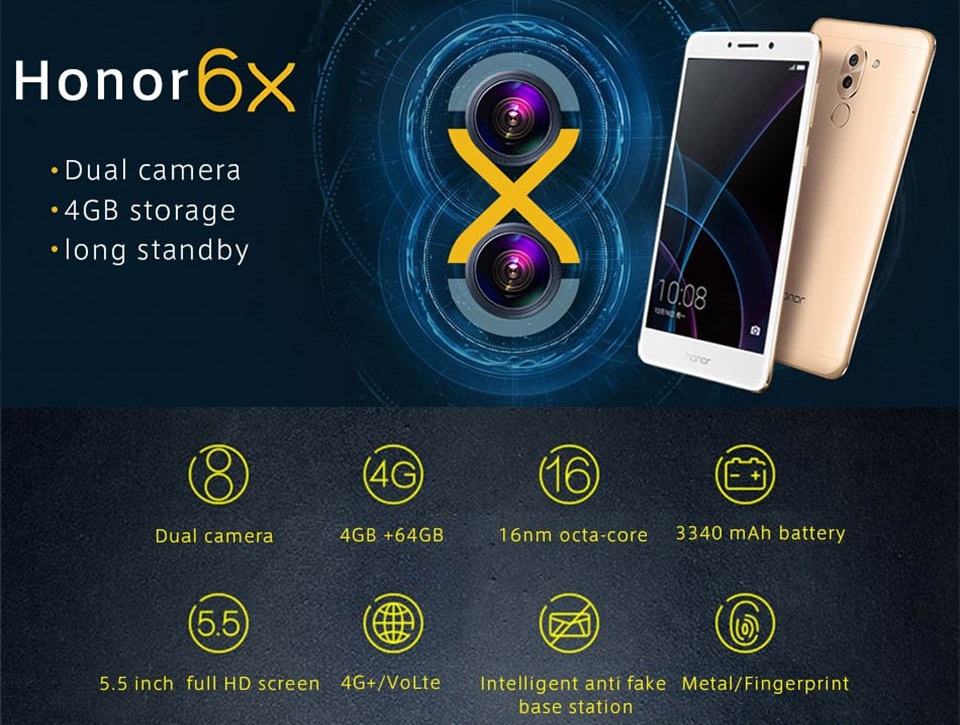 Honor 6x
•Dual camera
•4GB storage
•long standby
10:08
honor
honor
8
4G
16
Dual camera
4GB +64GB
16nm octa-core
3340 mAh battery
5.5
5.5 inch full HD screen
4G+/VoLte
Intelligent anti fake
base station
Metal/Fingerprint